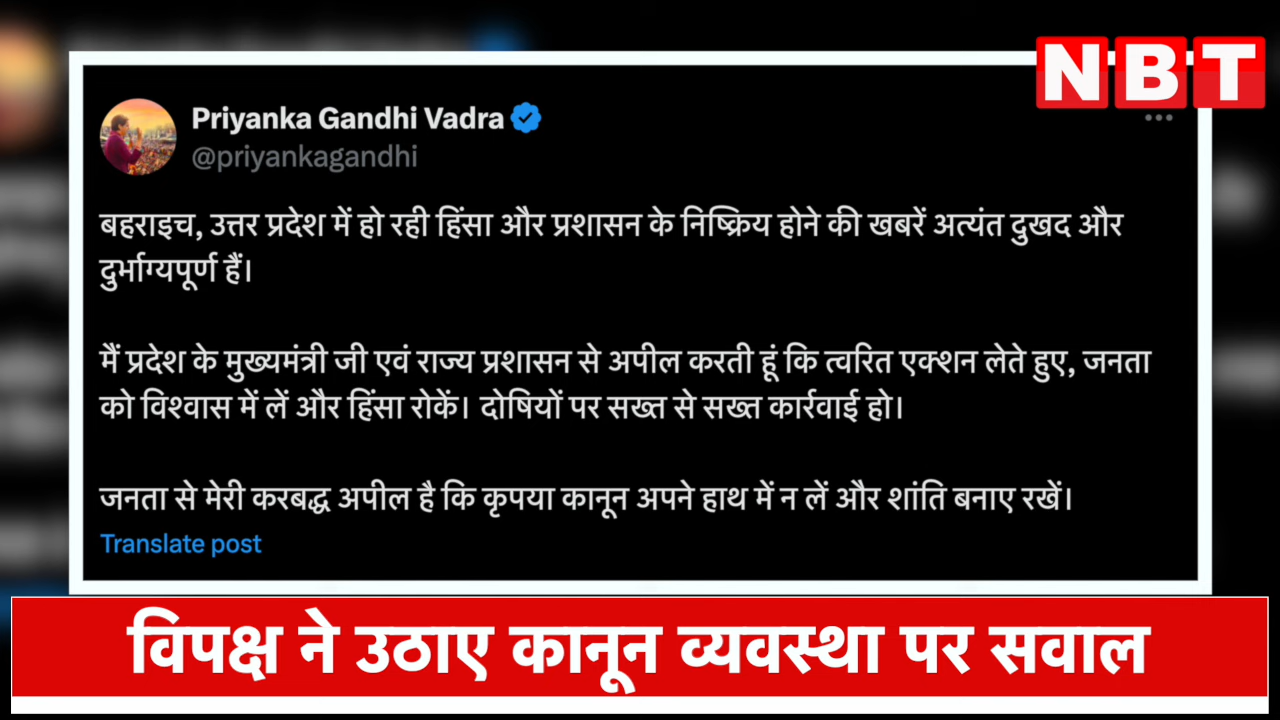 NBT
Priyanka Gandhi Vadra
@priyankagandhi
बहराइच, उत्तर प्रदेश में हो रही हिंसा और प्रशासन के निष्क्रिय होने की खबरें अत्यंत दुखद और
दुर्भाग्यपूर्ण हैं।
मैं प्रदेश के मुख्यमंत्री जी एवं राज्य प्रशासन से अपील करती हूं कि त्वरित एक्शन लेते हुए, जनता
को विश्वास में लें और हिंसा रोकें। दोषियों पर सख्त से सख्त कार्रवाई हो।
जनता से मेरी करबद्ध अपील है कि कृपया कानून अपने हाथ में न लें और शांति बनाए रखें।
Translate post
विपक्ष ने उठाए कानून व्यवस्था पर सवाल